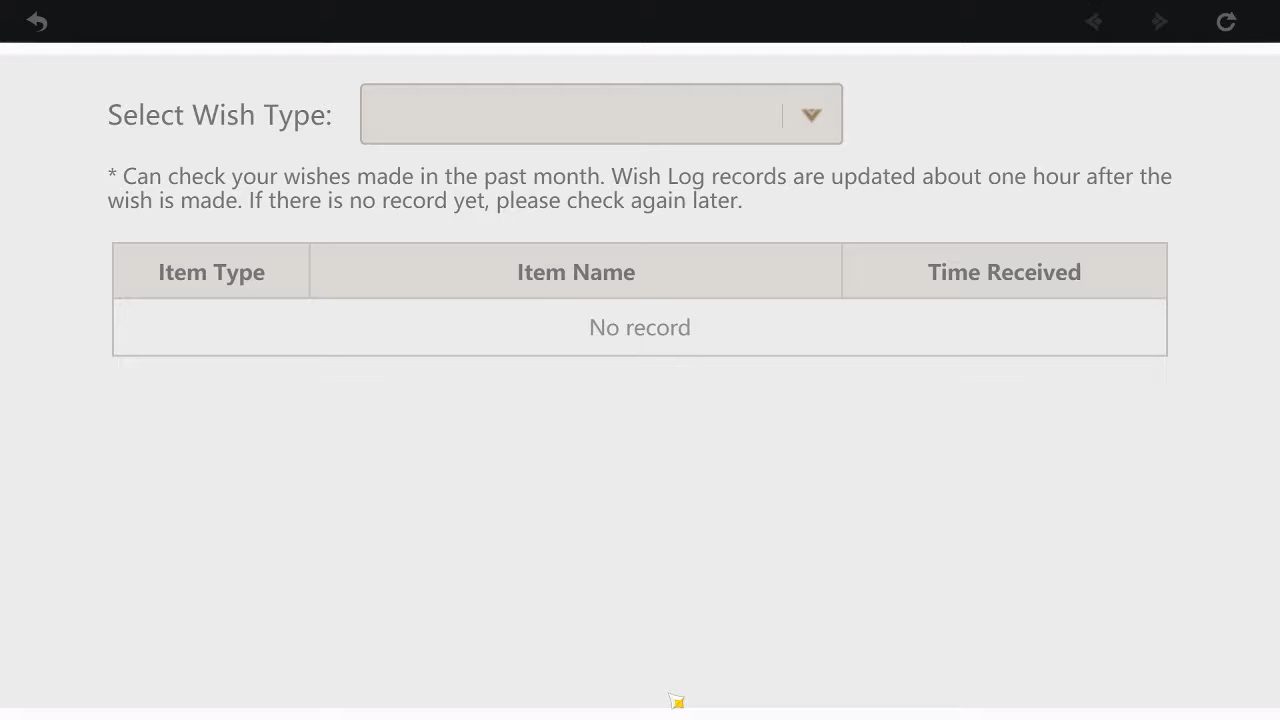 Select Wish Type:
* Can check your wishes made in the past month. Wish Log records are updated about one hour after the
wish is made. If there is no record yet, please check again later.
Item Type Item Name Time Received
No record